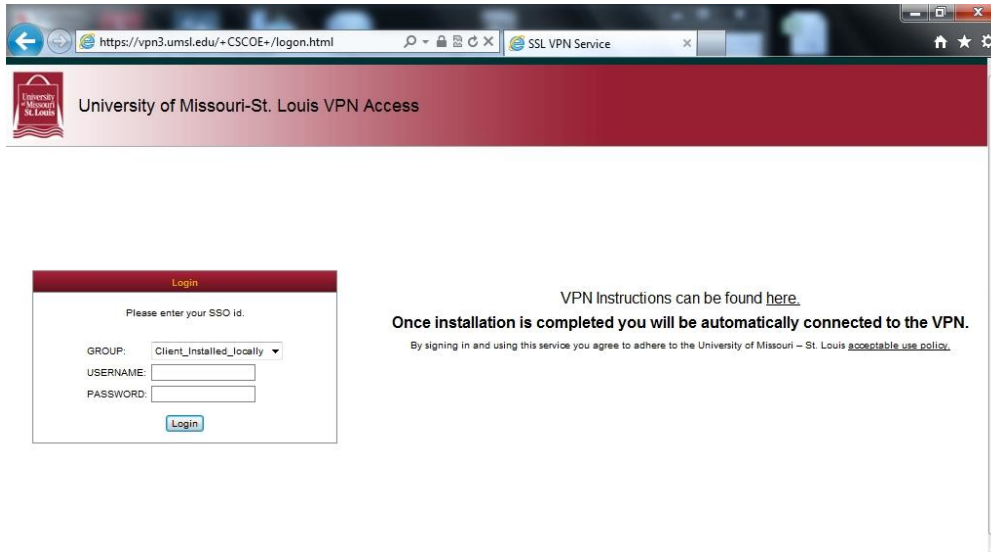 https://vpn3.umsl.edu/+CSCOE+/logon.html
SSL VPN Service
University
of Missouri
St. Louis
University of Missouri-St. Louis VPN Access
Login
Please enter your SSO id.
GROUP: Client_Installed_locally
USERNAME:
PASSWORD:
Login
VPN Instructions can be found here.
Once installation is completed you will be automatically connected to the VPN.
By signing in and using this service you agree to adhere to the University of Missouri – St. Louis acceptable use policy.